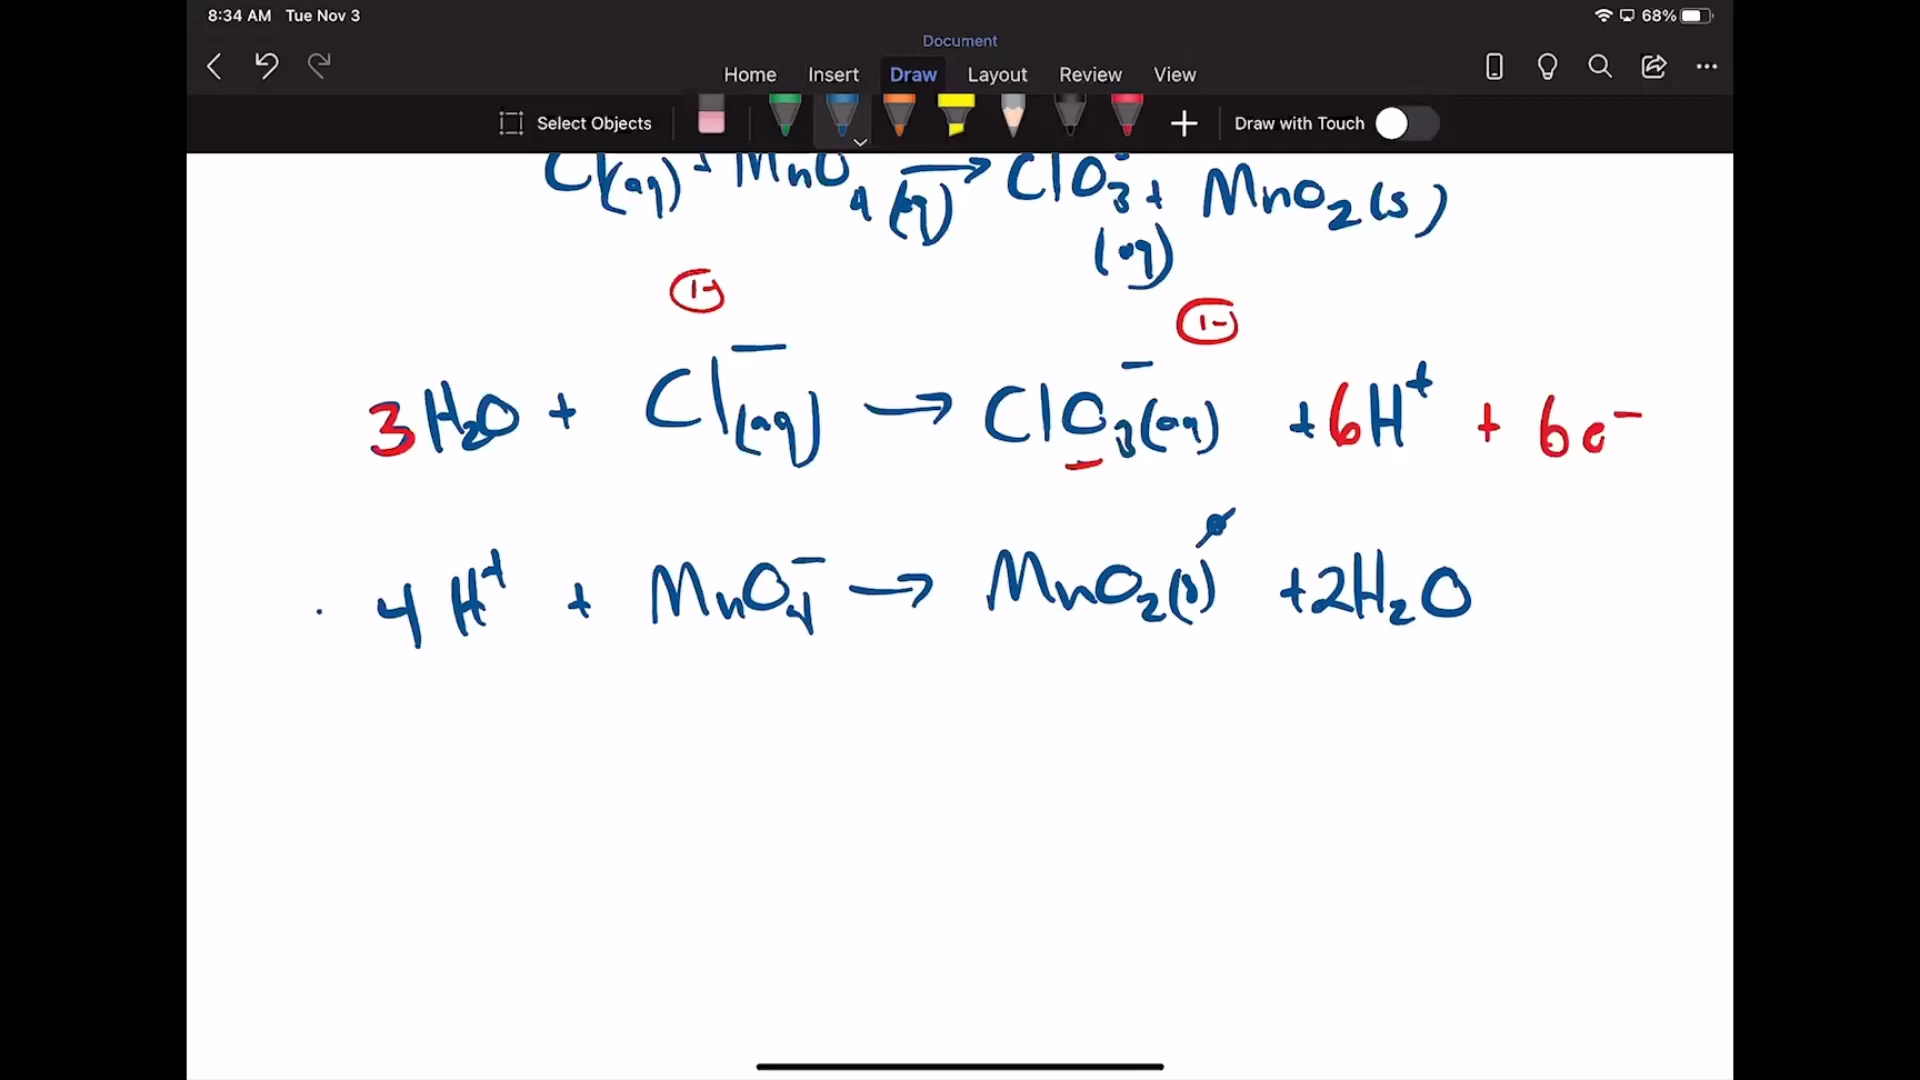 8:34 AM Tue Nov 3 68%
Document
Home Insert Draw Layout Review View
Select Objects Draw with Touch
Cl(aq) + MnO4(aq) → ClO3⁻ + MnO2(s)
(aq)
1- 1-
3H2O + Cl⁻(aq) → ClO3⁻(aq) + 6H⁺ + 6e⁻
4H⁺ + MnO4⁻ → MnO2(s) + 2H2O